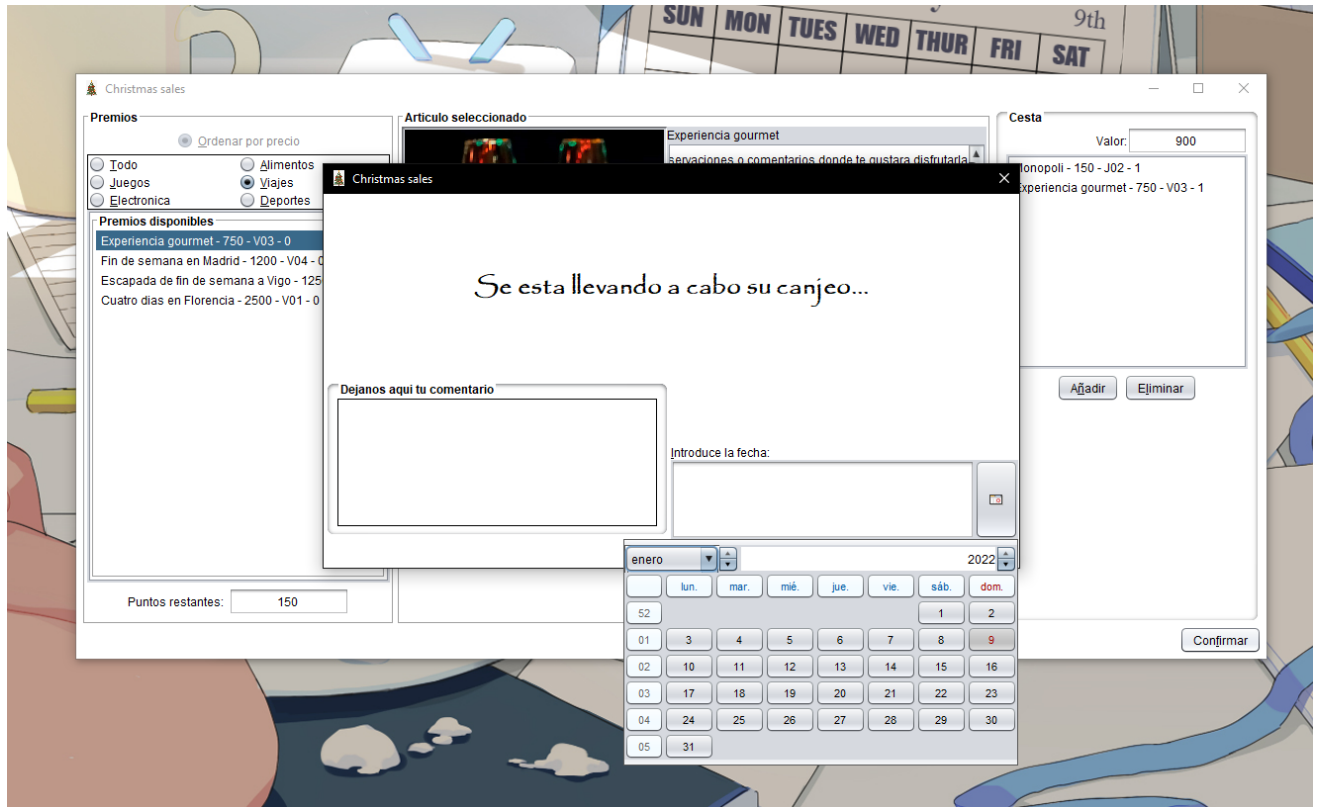 SUN MON TUES WED THUR FRI SAT
9th
Christmas sales
Premios
Ordenar por precio
Todo Alimentos
Juegos Viajes
Electronica Deportes
Premios disponibles
Experiencia gourmet - 750 - V03 - 0
Fin de semana en Madrid - 1200 - V04 - 0
Escapada de fin de semana a Vigo - 125
Cuatro dias en Florencia - 2500 - V01 - 0
Puntos restantes: 150
Articulo seleccionado
Experiencia gourmet
servaciones o comentarios donde te gustara disfrutarla
Cesta
Valor: 900
Monopoli - 150 - J02 - 1
Experiencia gourmet - 750 - V03 - 1
Añadir Eliminar
Confirmar
Christmas sales
Se esta llevando a cabo su canjeo...
Dejanos aqui tu comentario
Introduce la fecha:
enero 2022
lun. mar. mié. jue. vie. sáb. dom.
52 1 2
01 3 4 5 6 7 8 9
02 10 11 12 13 14 15 16
03 17 18 19 20 21 22 23
04 24 25 26 27 28 29 30
05 31